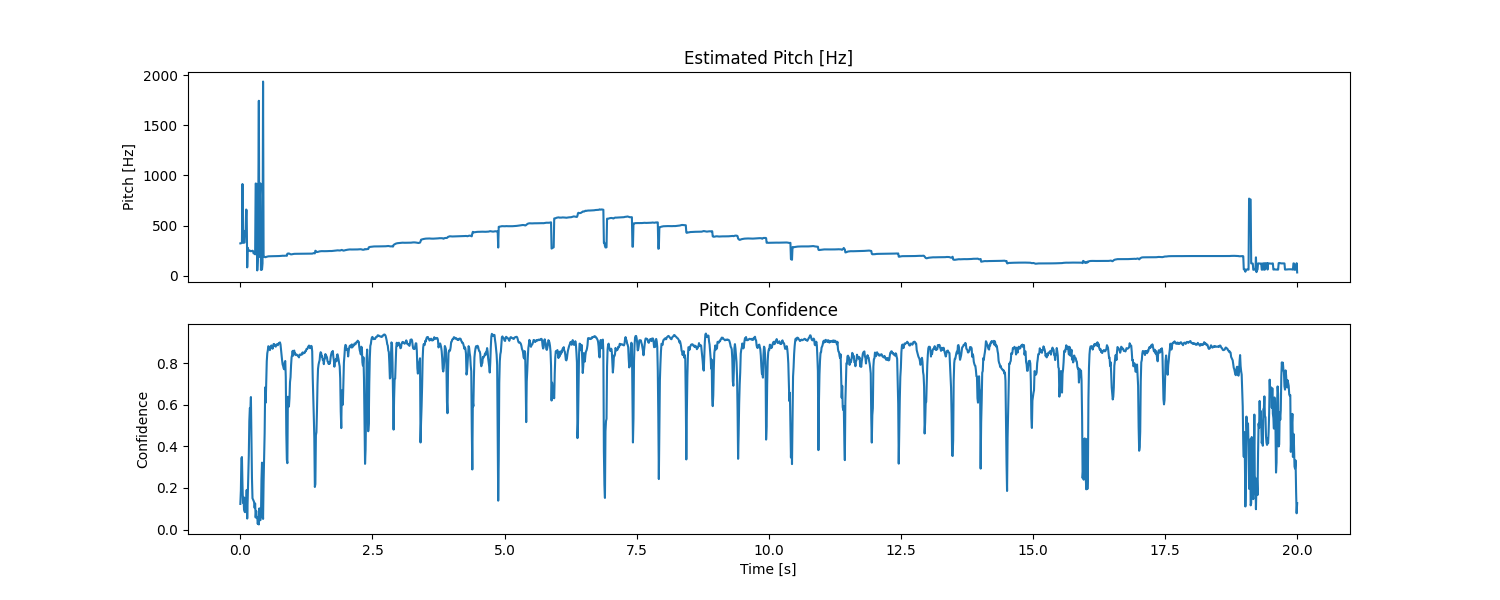 Estimated Pitch [Hz]
2000
1500
1000
500
0
Pitch [Hz]
Pitch Confidence
0.8
0.6
0.4
0.2
0.0
Confidence
0.0 2.5 5.0 7.5 10.0 12.5 15.0 17.5 20.0
Time [s]